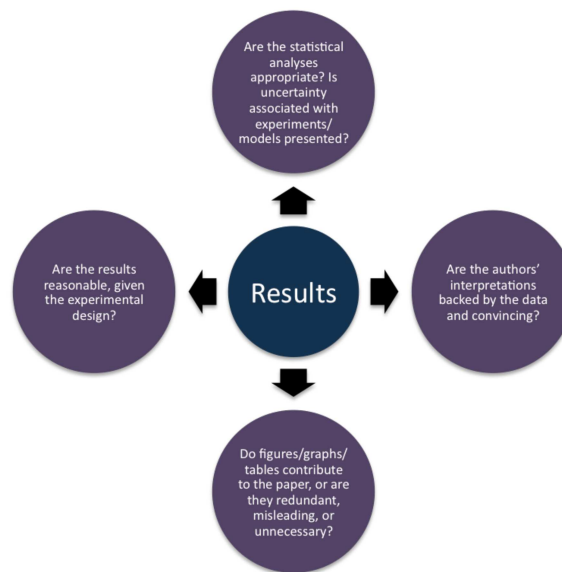 Are the statistical
analyses
appropriate? Is
uncertainty
associated with
experiments/
models presented?
Are the results
reasonable, given
the experimental
design?
Results
Are the authors'
interpretations
backed by the data
and convincing?
Do figures/graphs/
tables contribute
to the paper, or are
they redundant,
misleading, or
unnecessary?